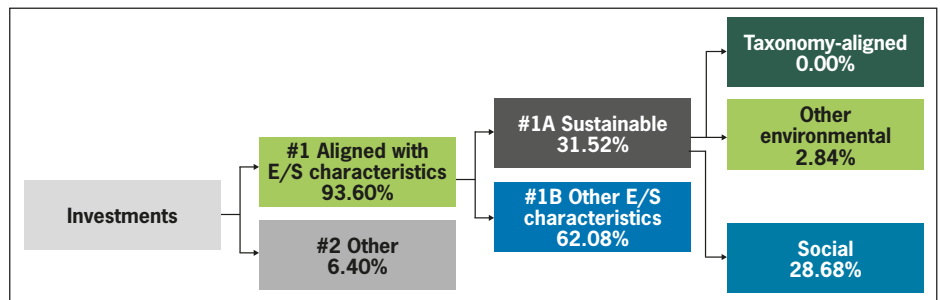 Investments
#1 Aligned with
E/S characteristics
93.60%
#2 Other
6.40%
#1A Sustainable
31.52%
#1B Other E/S
characteristics
62.08%
Taxonomy-aligned
0.00%
Other
environmental
2.84%
Social
28.68%